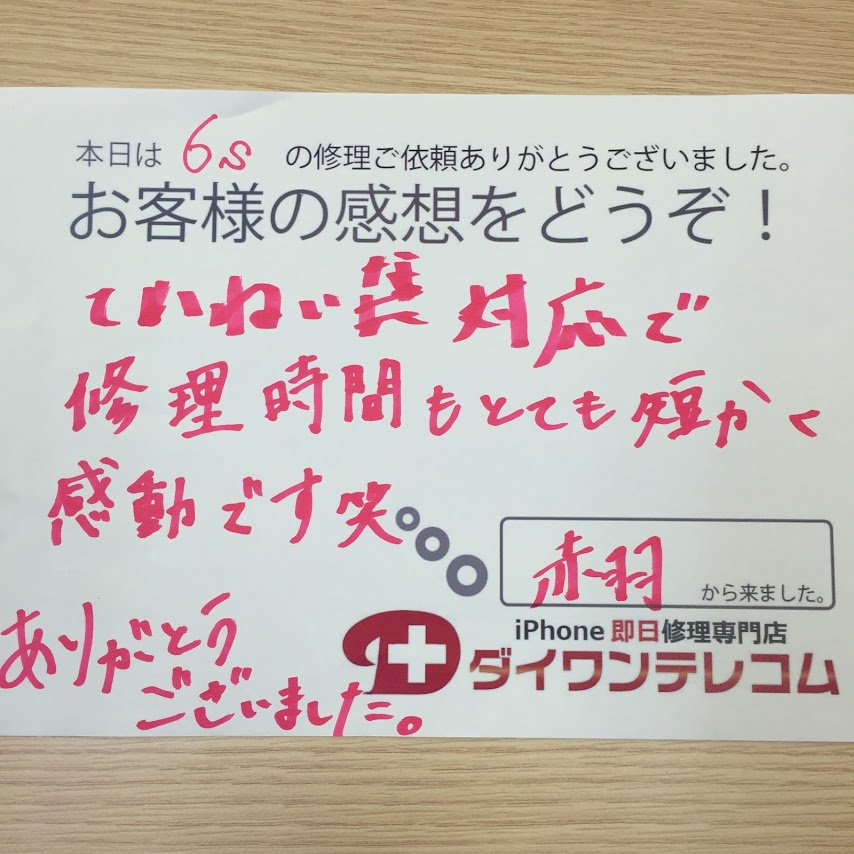 本日は 6s の修理ご依頼ありがとうございました。
お客様の感想をどうぞ！
ていねいな対応で
修理時間もとても短かく
感動です笑
赤羽 から来ました。
ありがとう
ございました。
iPhone 即日修理専門店
ダイワンテレコム